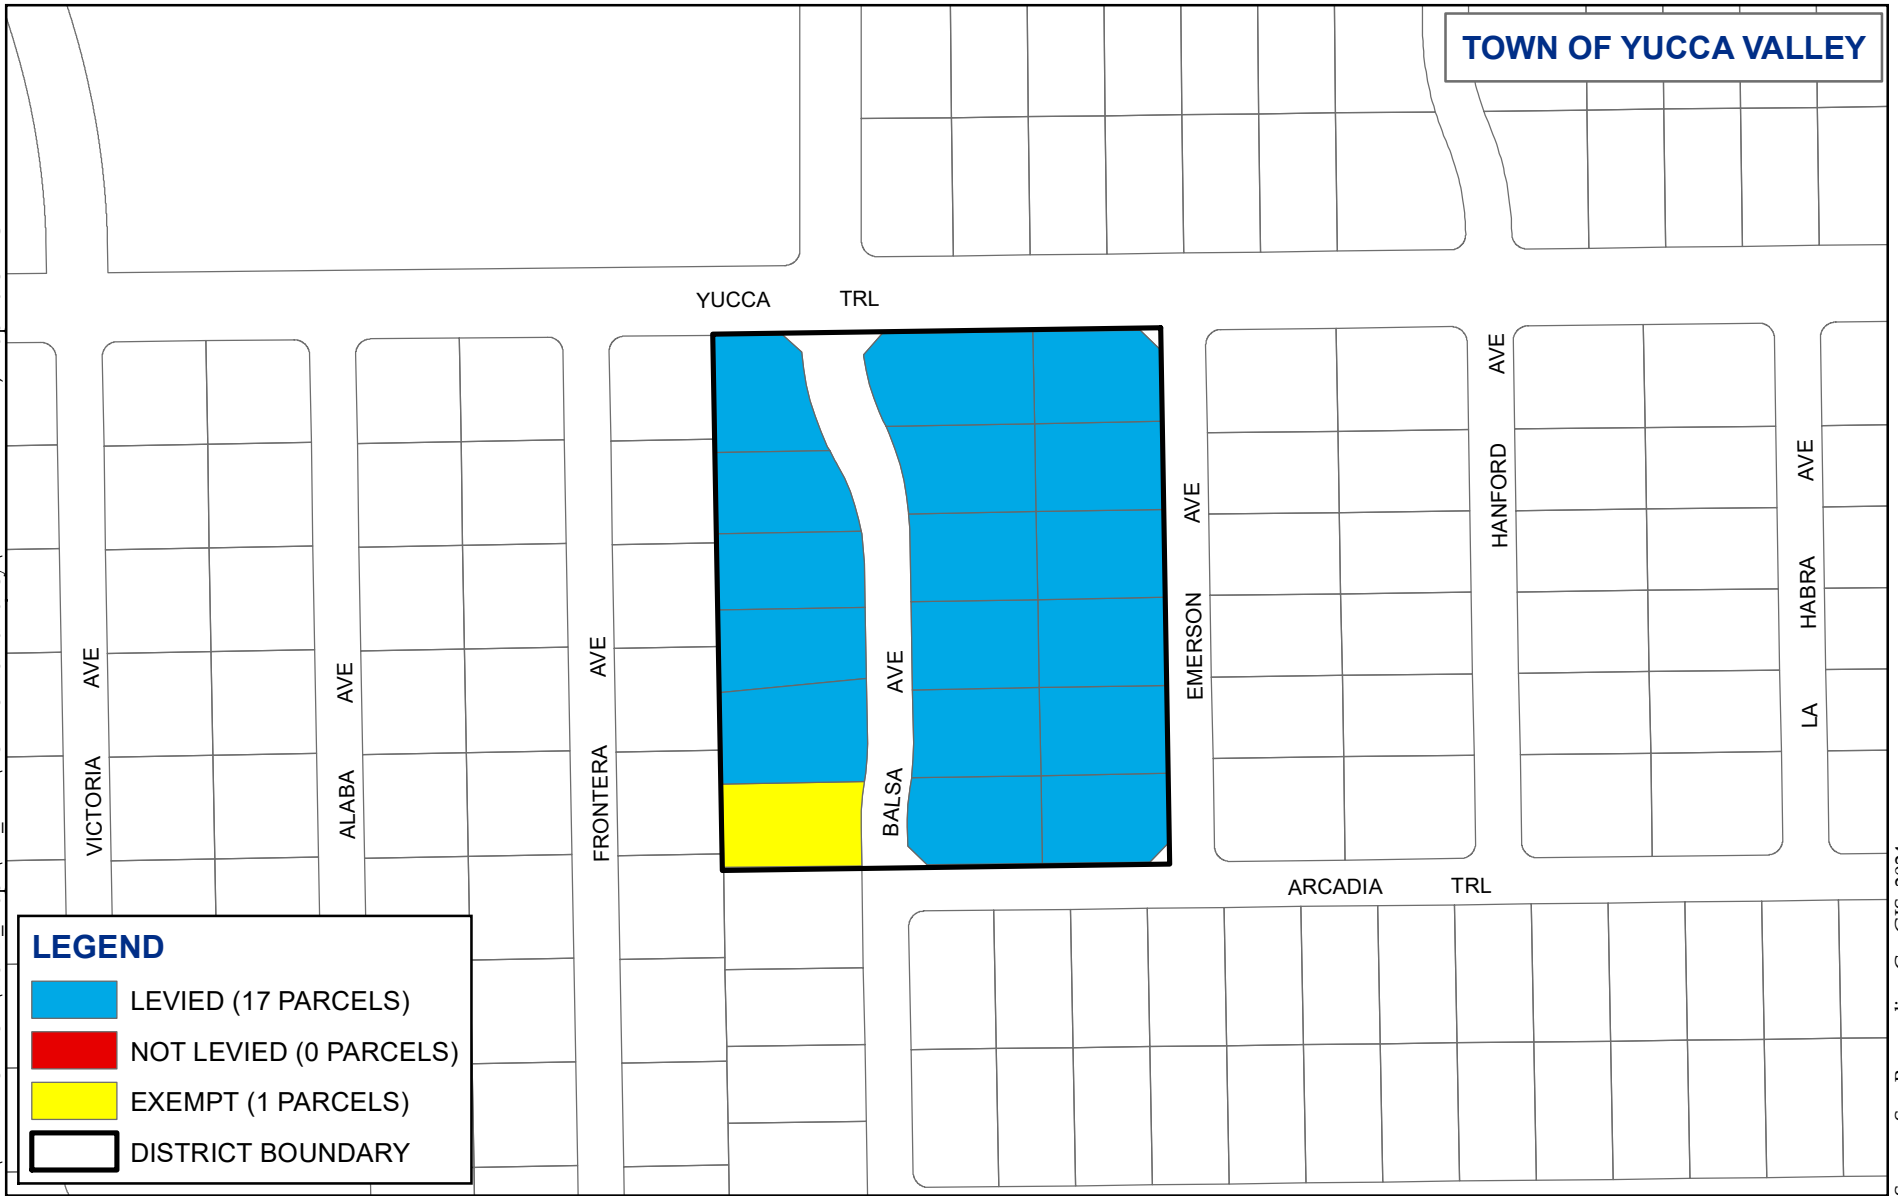 TOWN OF YUCCA VALLEY
YUCCA TRL
VICTORIA AVE
ALABA AVE
FRONTERA AVE
BALSA AVE
EMERSON AVE
HANFORD AVE
LA HABRA AVE
ARCADIA TRL
LEGEND
LEVIED (17 PARCELS)
NOT LEVIED (0 PARCELS)
EXEMPT (1 PARCELS)
DISTRICT BOUNDARY